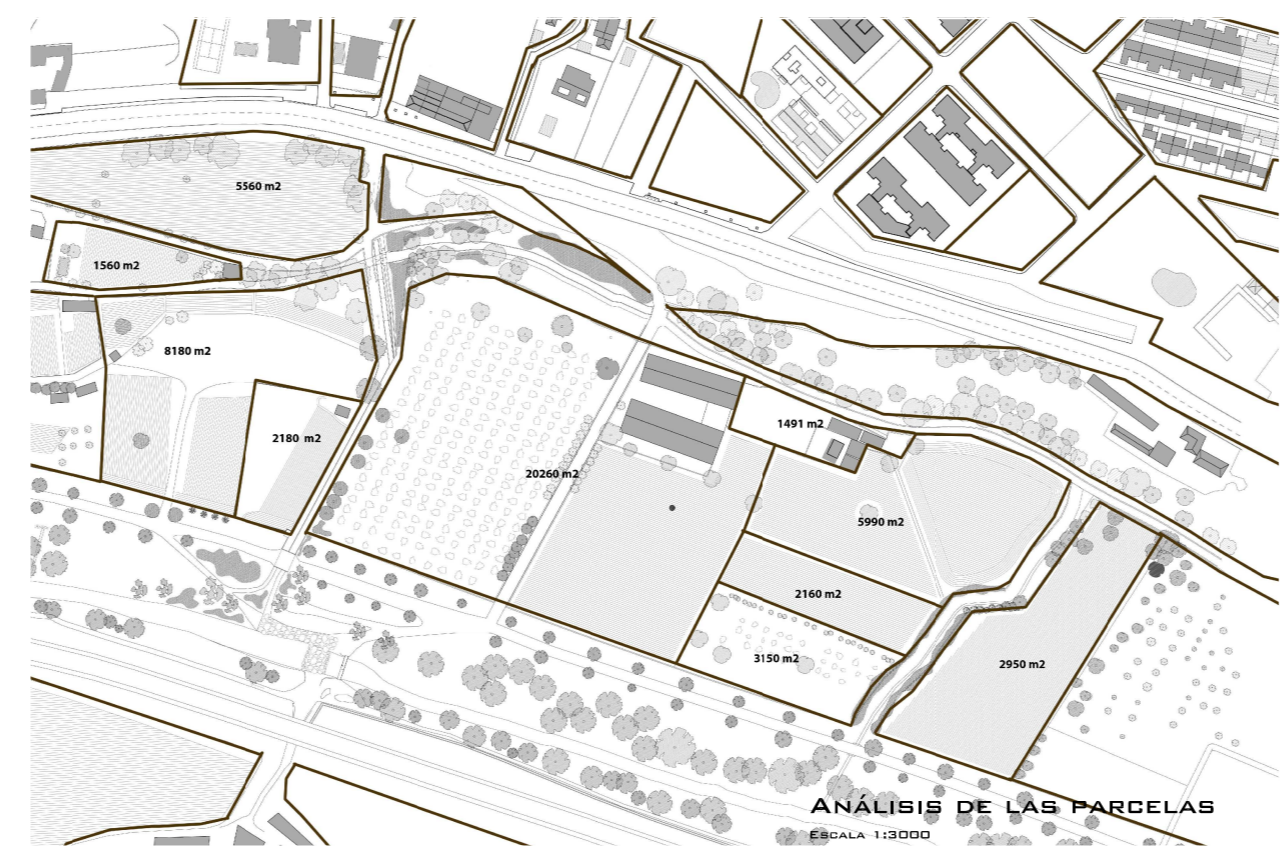 5560 m2
1560 m2
8180 m2
2180 m2
20260 m2
1491 m2
5990 m2
2160 m2
3150 m2
2950 m2
ANÁLISIS DE LAS PARCELAS
ESCALA 1:3000